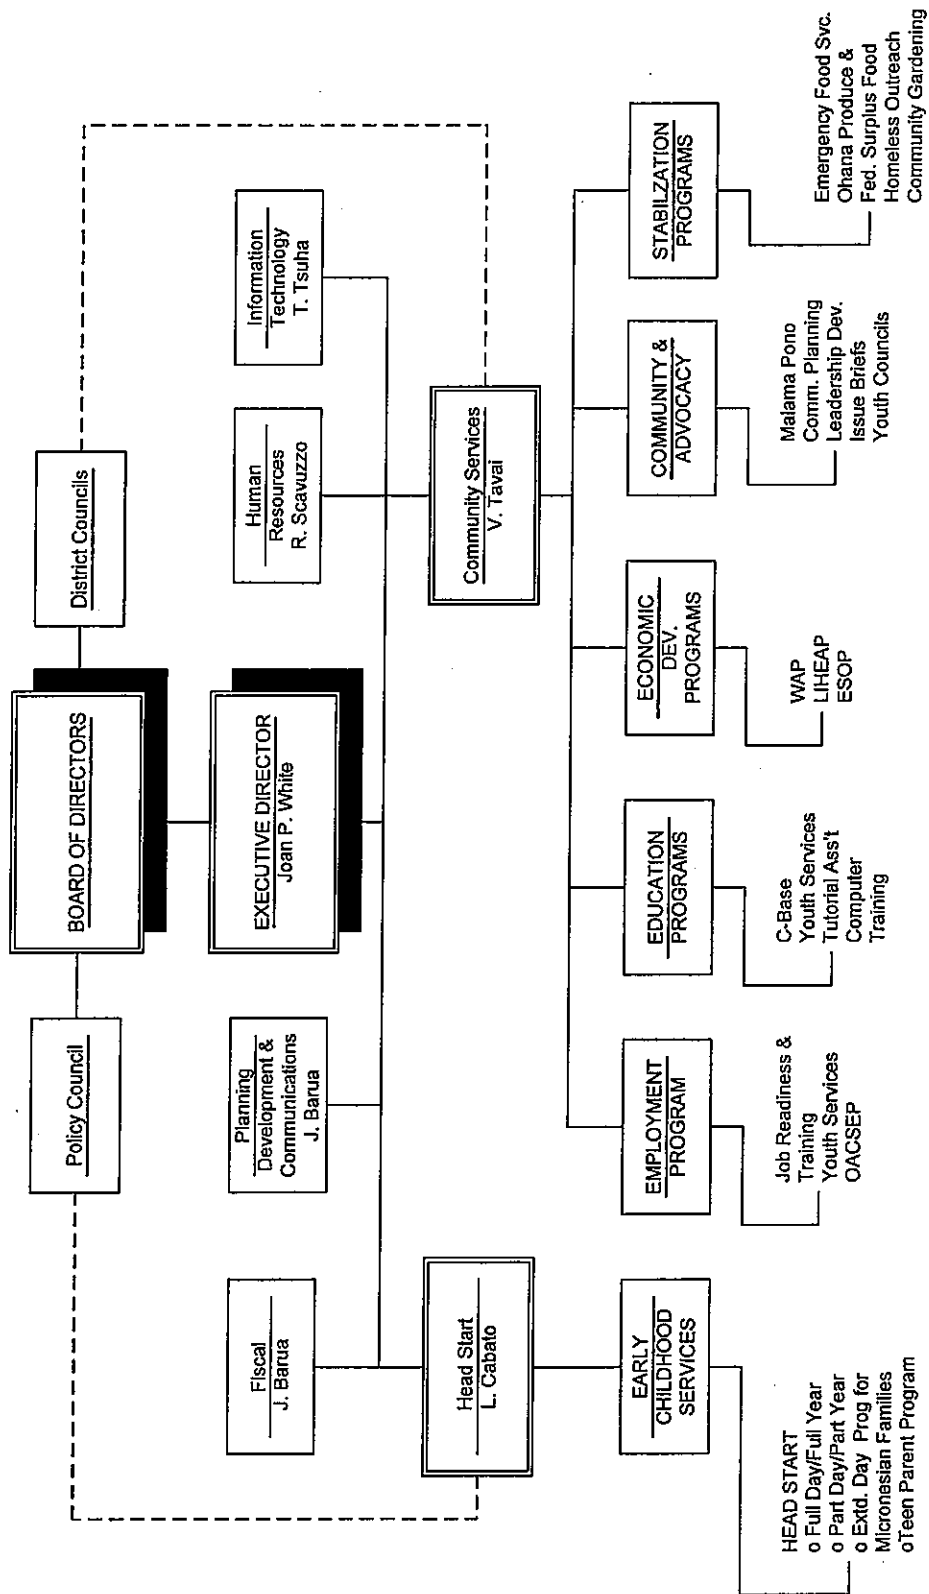 Policy Council
BOARD OF DIRECTORS
District Councils
Fiscal
J. Barua
Planning
Development &
Communications
J. Barua
EXECUTIVE DIRECTOR
Joan P. White
Human
Resources
R. Scavuzzo
Information
Technology
T. Tsuha
Head Start
L. Cabato
Community Services
V. Tavai
EARLY
CHILDHOOD
SERVICES
EMPLOYMENT
PROGRAM
EDUCATION
PROGRAMS
ECONOMIC
DEV.
PROGRAMS
COMMUNITY &
ADVOCACY
STABILZATION
PROGRAMS
HEAD START
o Full Day/Full Year
o Part Day/Part Year
o Extd. Day Prog for
Micronesian Families
oTeen Parent Program
Job Readiness &
Training
Youth Services
OACSEP
C-Base
Youth Services
Tutorial Ass't
Computer
Training
WAP
LIHEAP
ESOP
Malama Pono
Comm. Planning
Leadership Dev.
Issue Briefs
Youth Councils
Emergency Food Svc.
Ohana Produce &
Fed. Surplus Food
Homeless Outreach
Community Gardening